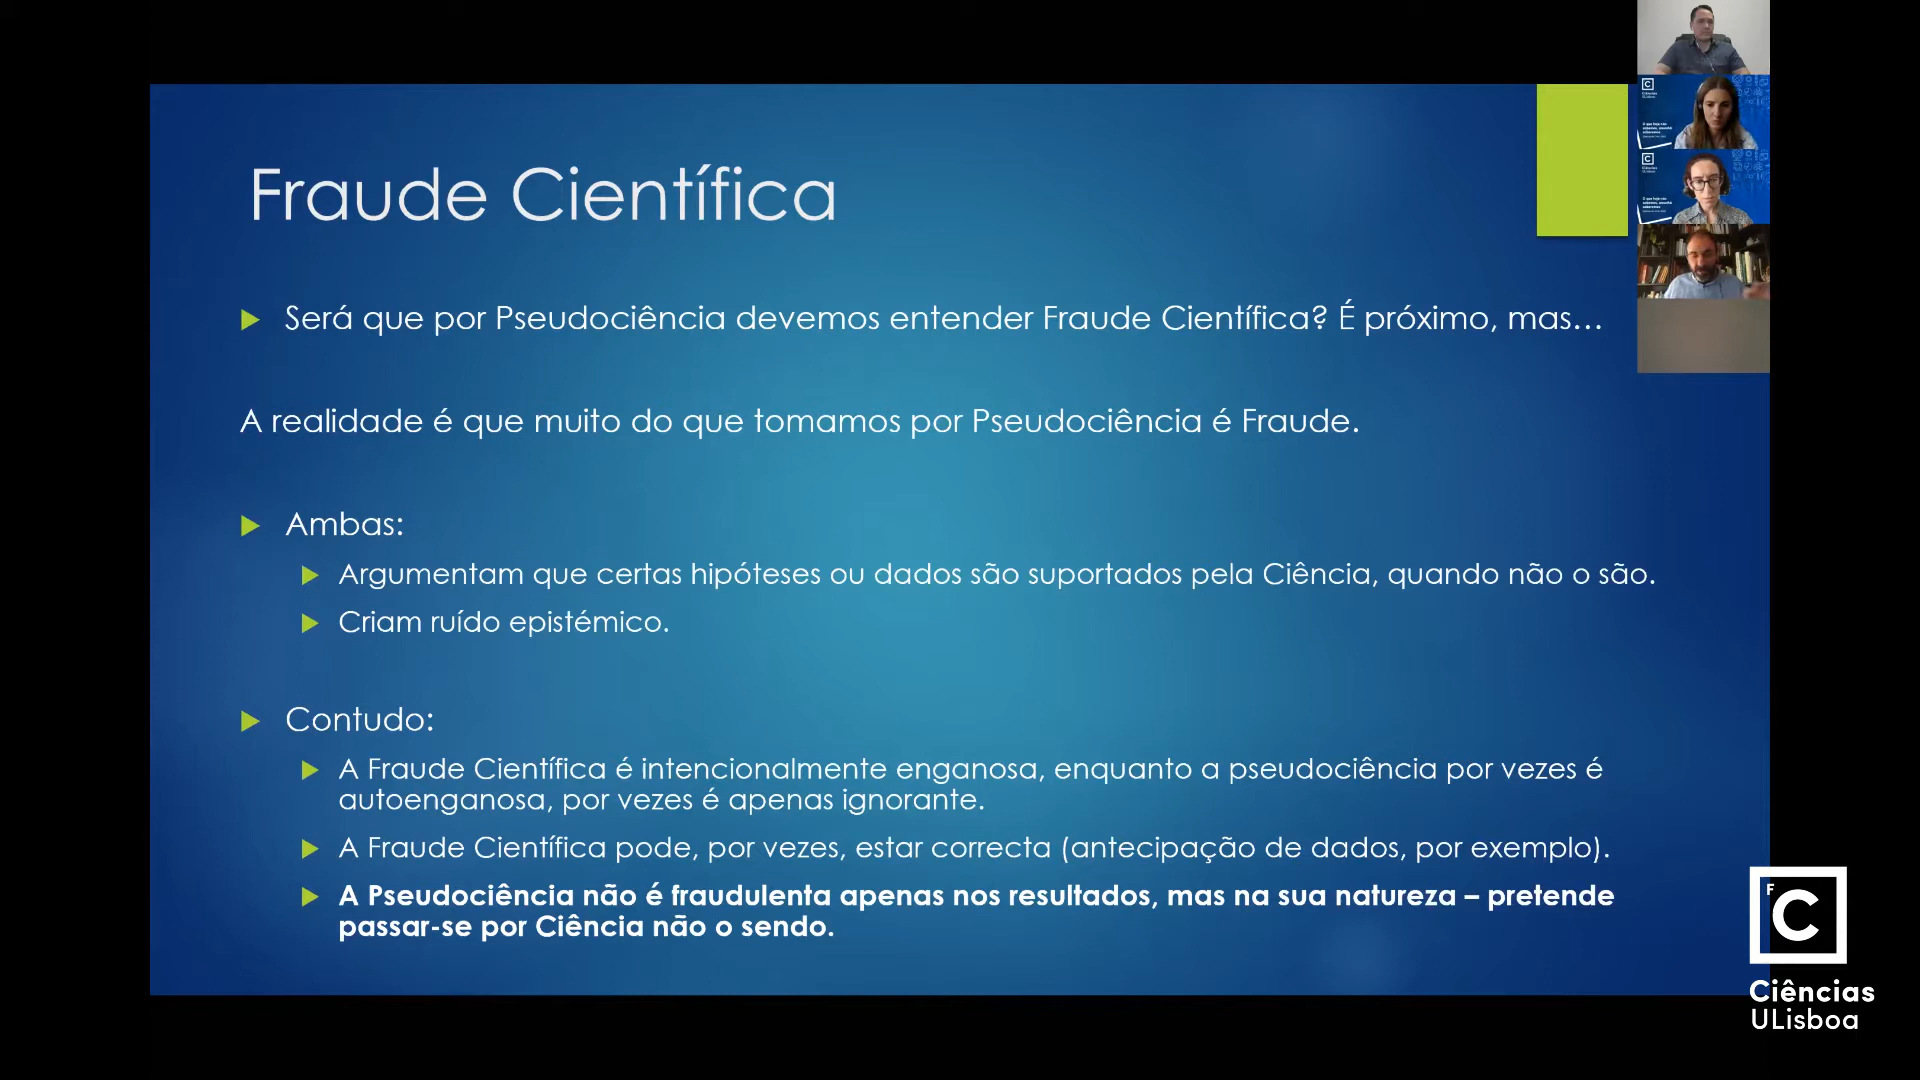 Fraude Científica
Será que por Pseudociência devemos entender Fraude Científica? É próximo, mas…
A realidade é que muito do que tomamos por Pseudociência é Fraude.
Ambas:
Argumentam que certas hipóteses ou dados são suportados pela Ciência, quando não o são.
Criam ruído epistémico.
Contudo:
A Fraude Científica é intencionalmente enganosa, enquanto a pseudociência por vezes é
autoenganosa, por vezes é apenas ignorante.
A Fraude Científica pode, por vezes, estar correcta (antecipação de dados, por exemplo).
A Pseudociência não é fraudulenta apenas nos resultados, mas na sua natureza – pretende
passar-se por Ciência não o sendo.
F
C
Ciências
ULisboa